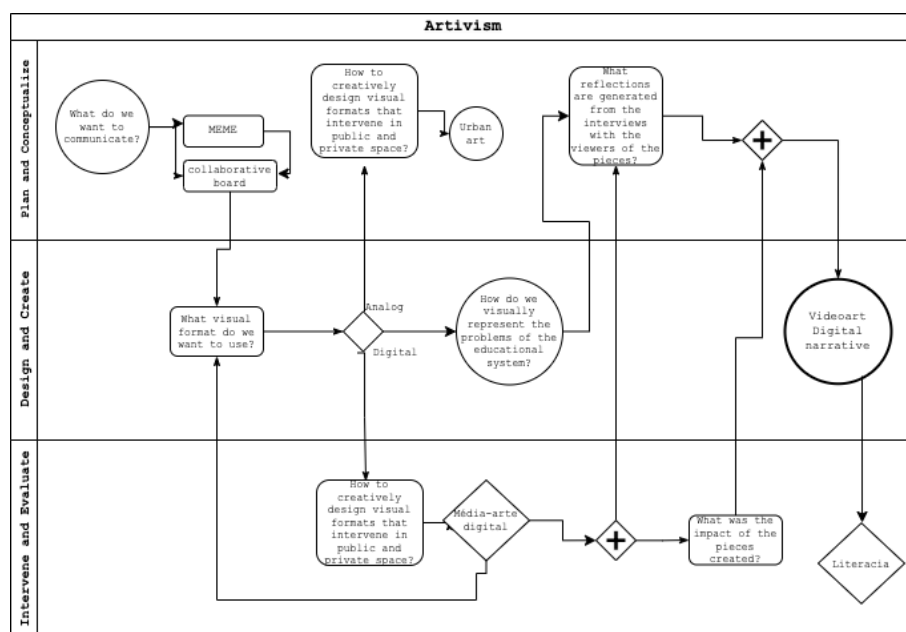 Artivism
Plan and Conceptualize
What do we
want to
communicate?
MEME
collaborative
board
How to
creatively
design visual
formats that
intervene in
public and
private space?
Urban
art
What
reflections
are generated
from the
interviews with
the viewers of
the pieces?
Design and Create
What visual
format do we
want to use?
Analog
Digital
How do we
visually
represent the
problems of the
educational
system?
Videoart
Digital
narrative
Intervene and Evaluate
How to
creatively
design visual
formats that
intervene in
public and
private space?
Média-arte
digital
What was the
impact of the
pieces
created?
Literacia